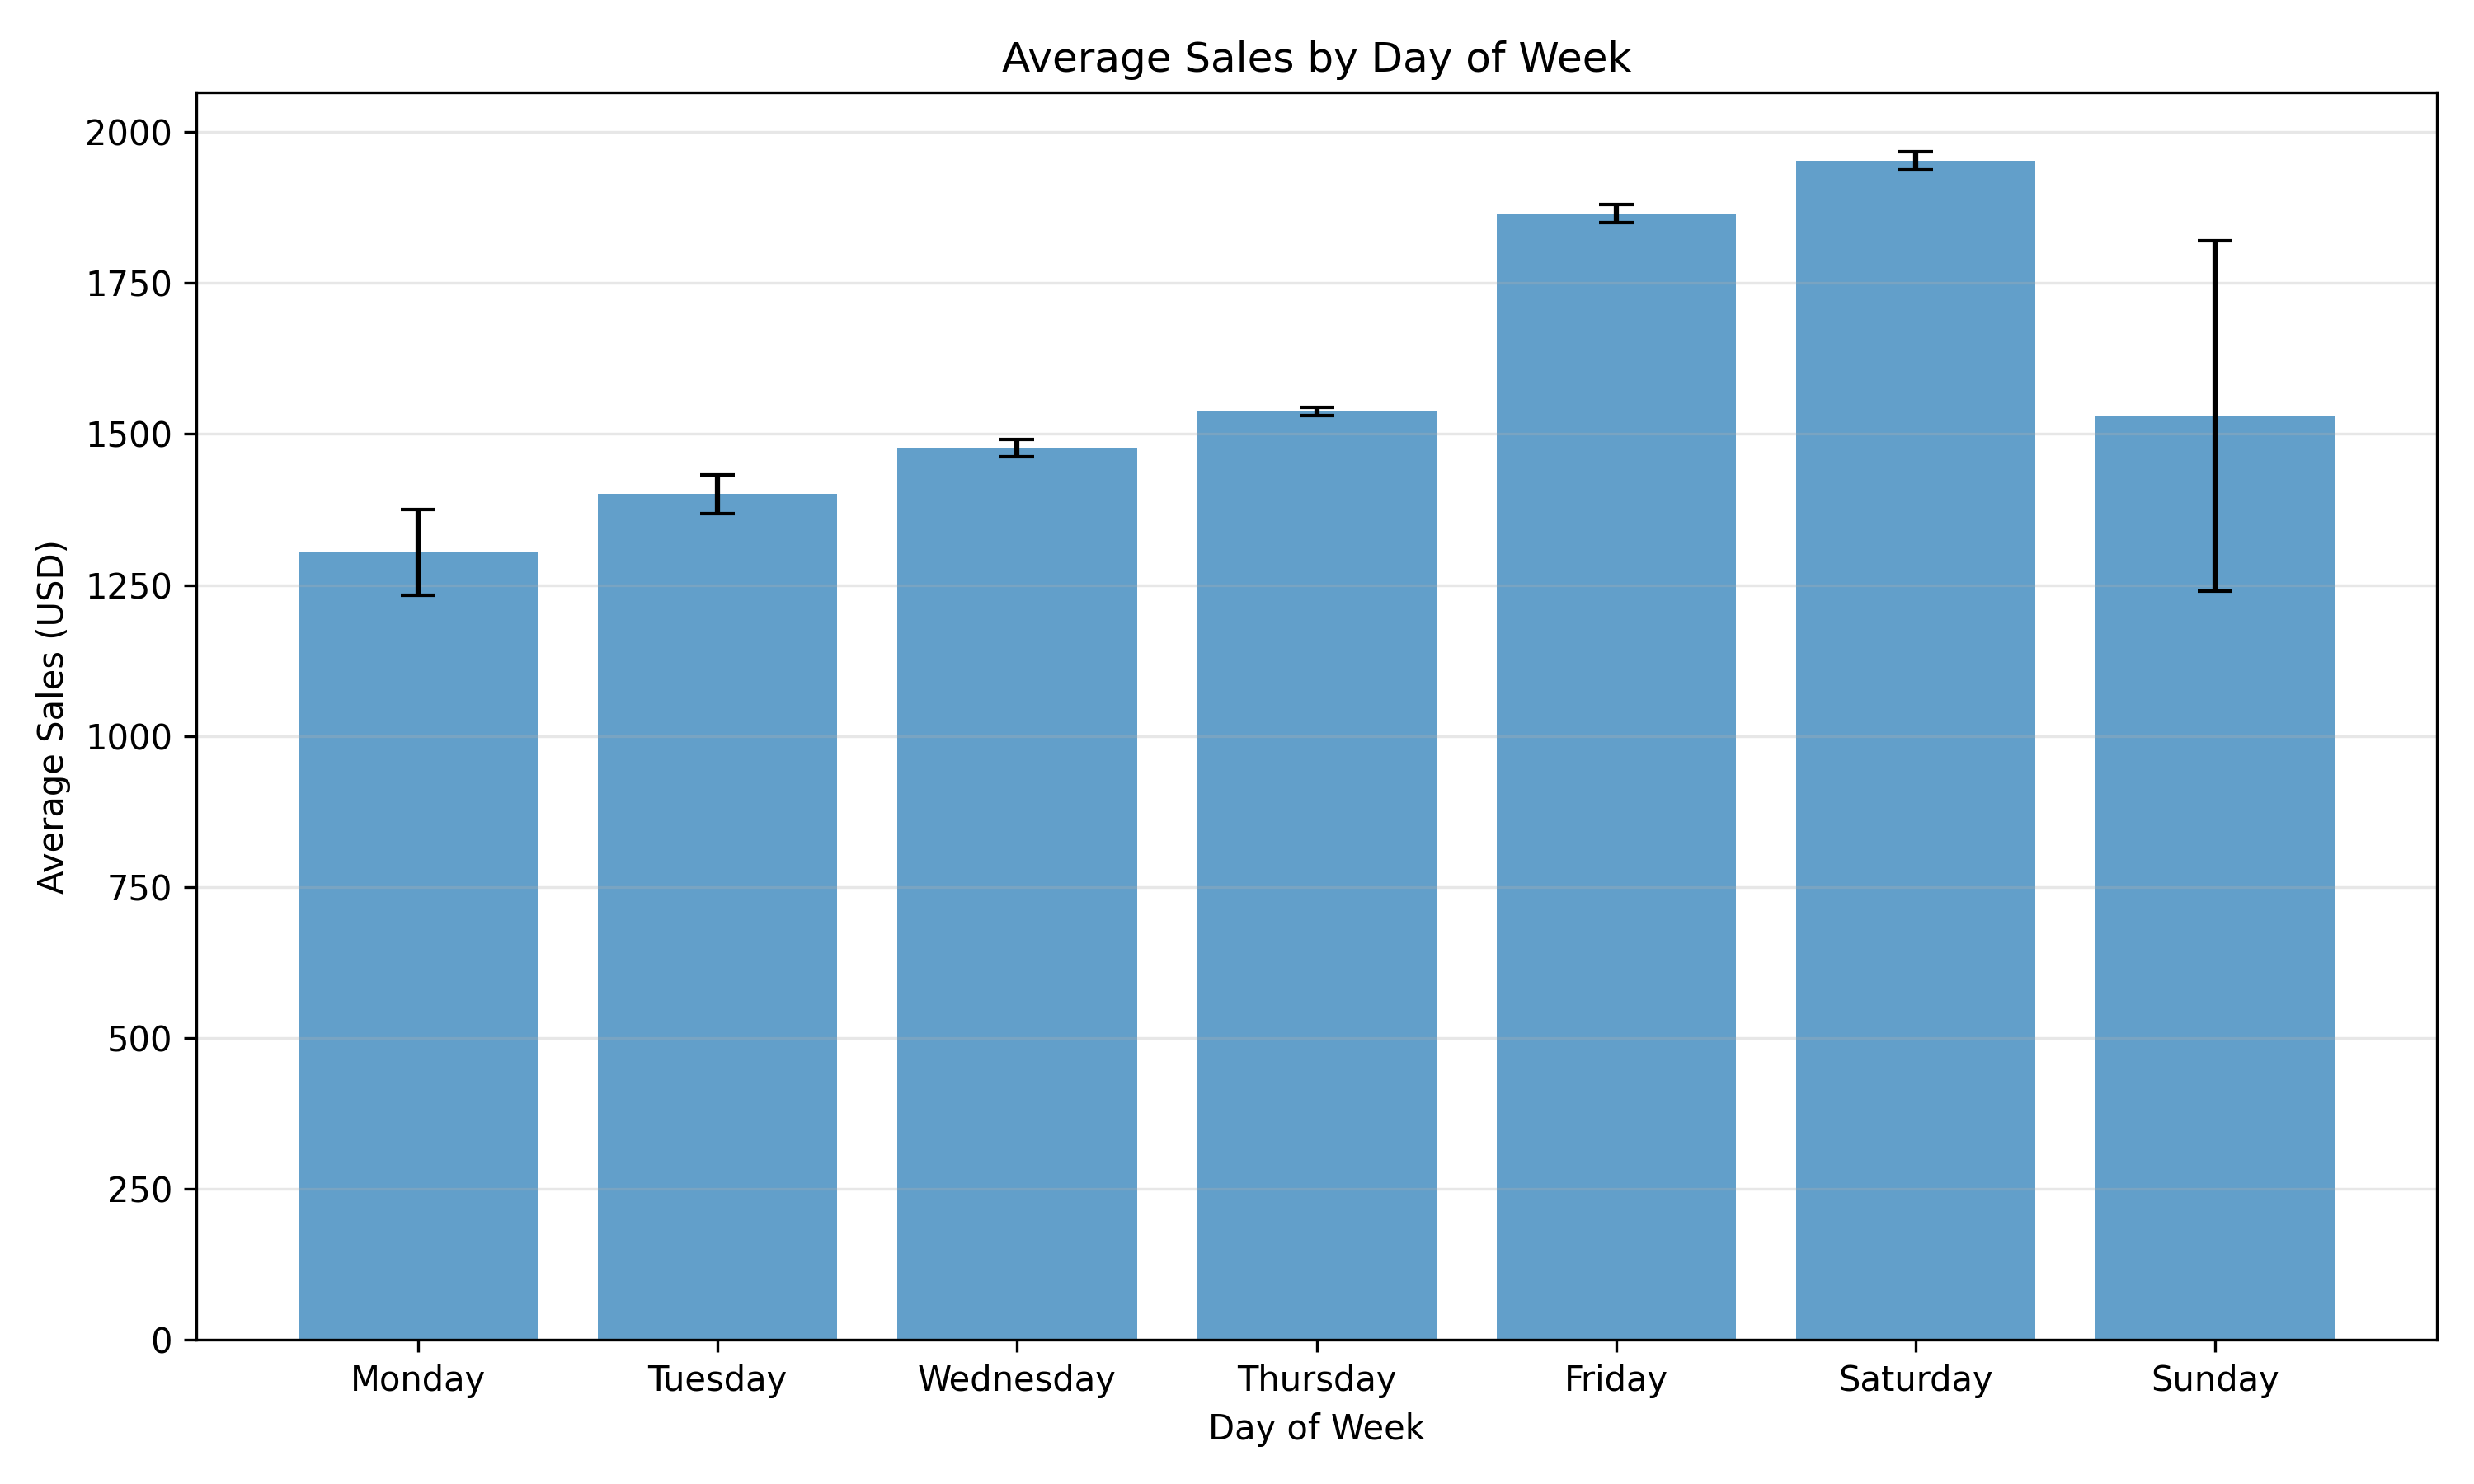 Average Sales by Day of Week
Average Sales (USD)
2000
1750
1500
1250
1000
750
500
250
0
Monday Tuesday Wednesday Thursday Friday Saturday Sunday
Day of Week